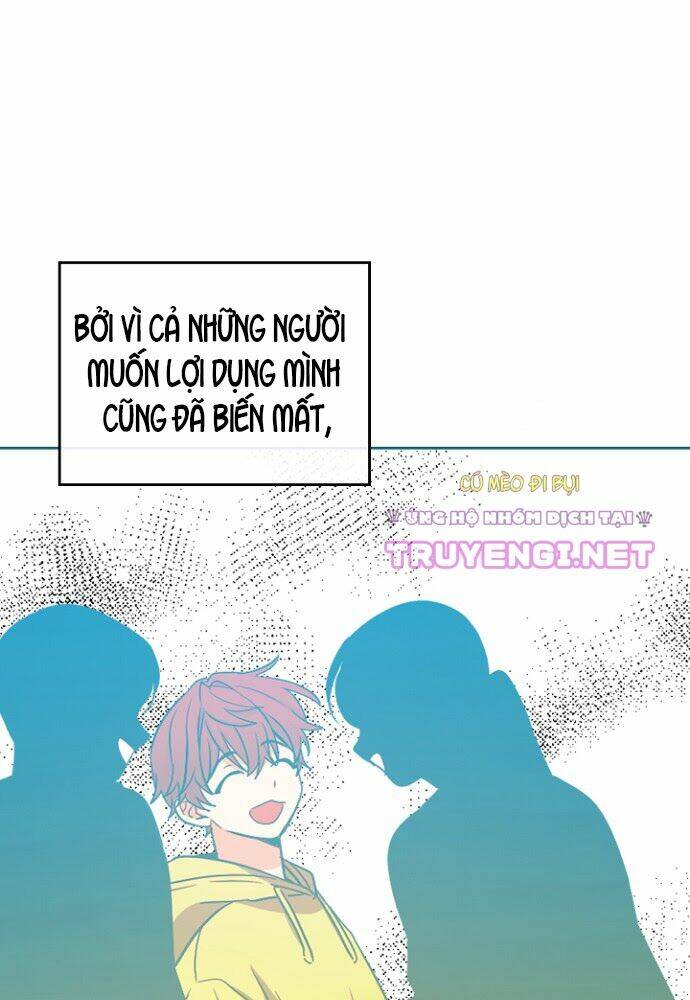 BỞI VÌ CẢ NHỮNG NGƯỜI
MUỐN LỢI DỤNG MÌNH
CŨNG ĐÃ BIẾN MẤT,
CÚ MÈO ĐI BỤI
ỦNG HỘ NHÓM DỊCH TẠI
TRUYENGI.NET